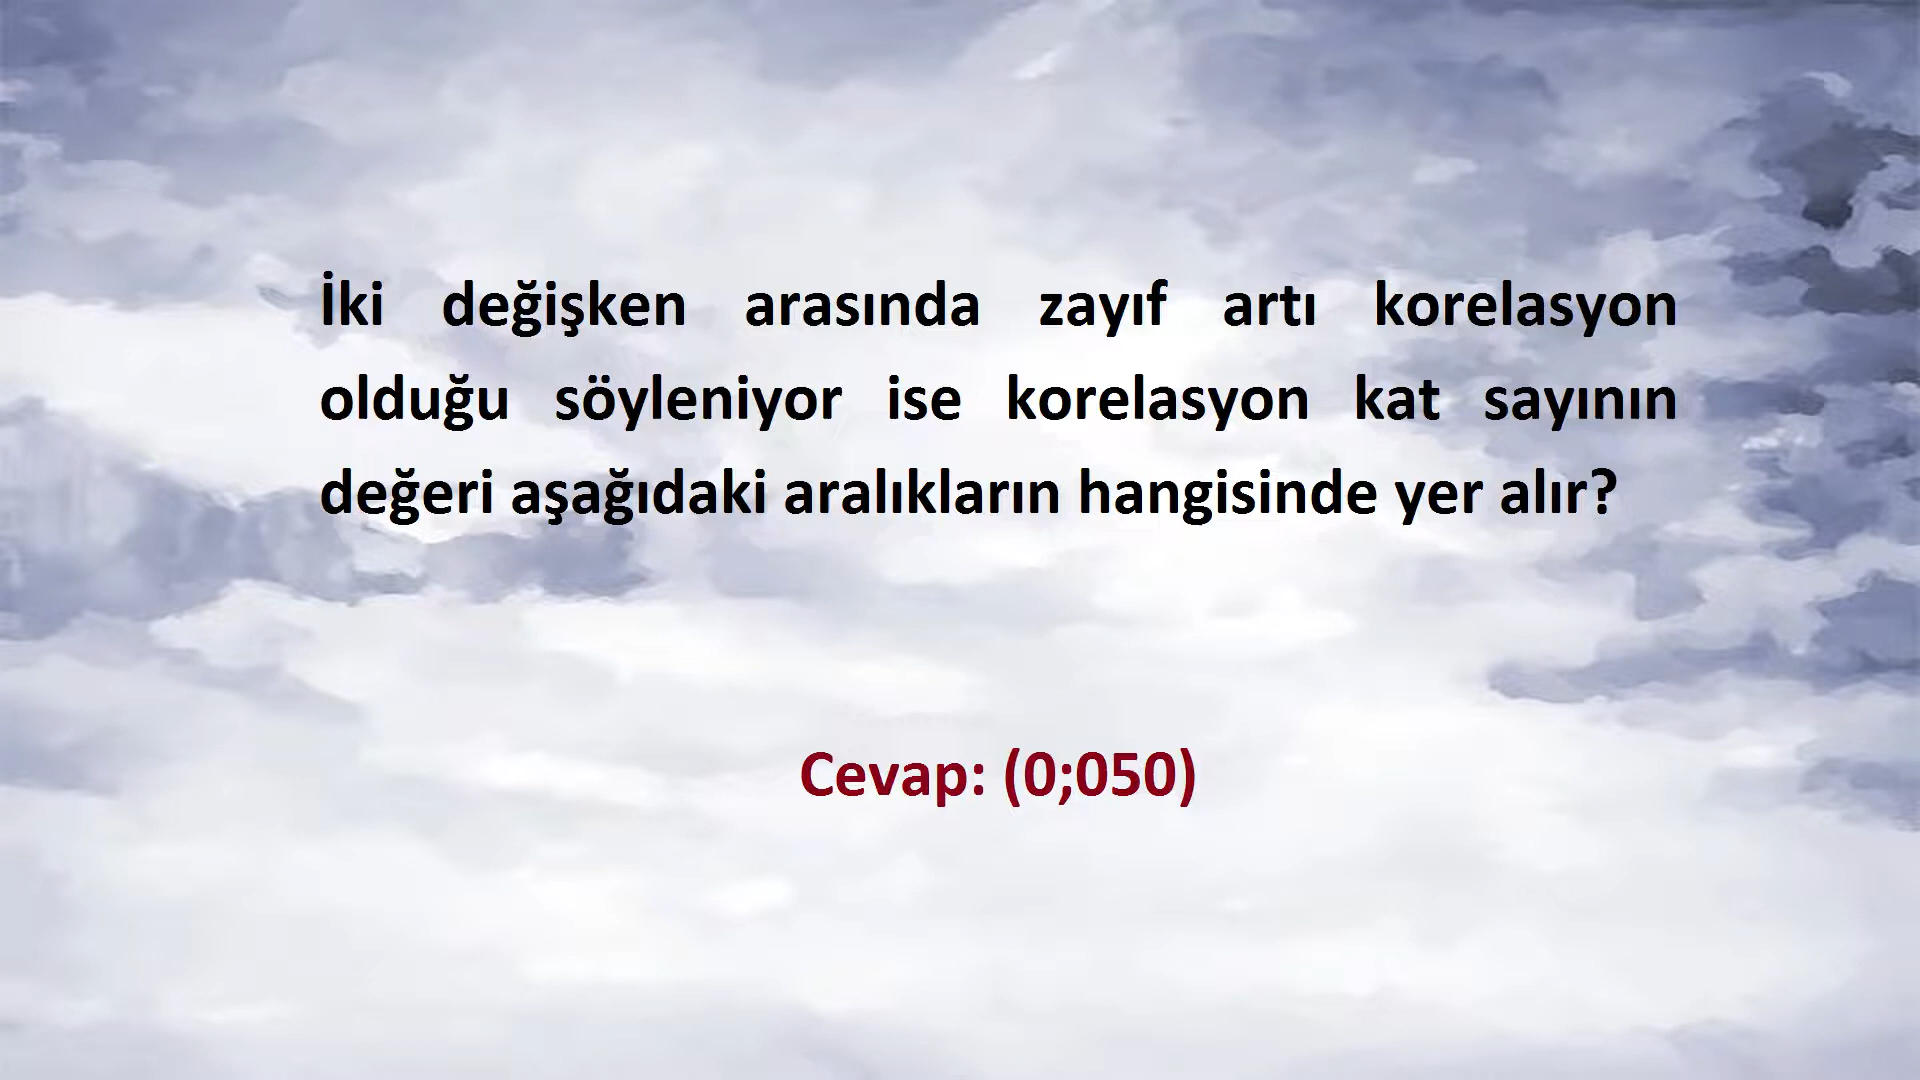 İki değişken arasında zayıf artı korelasyon
olduğu söyleniyor ise korelasyon kat sayının
değeri aşağıdaki aralıkların hangisinde yer alır?
Cevap: (0;050)